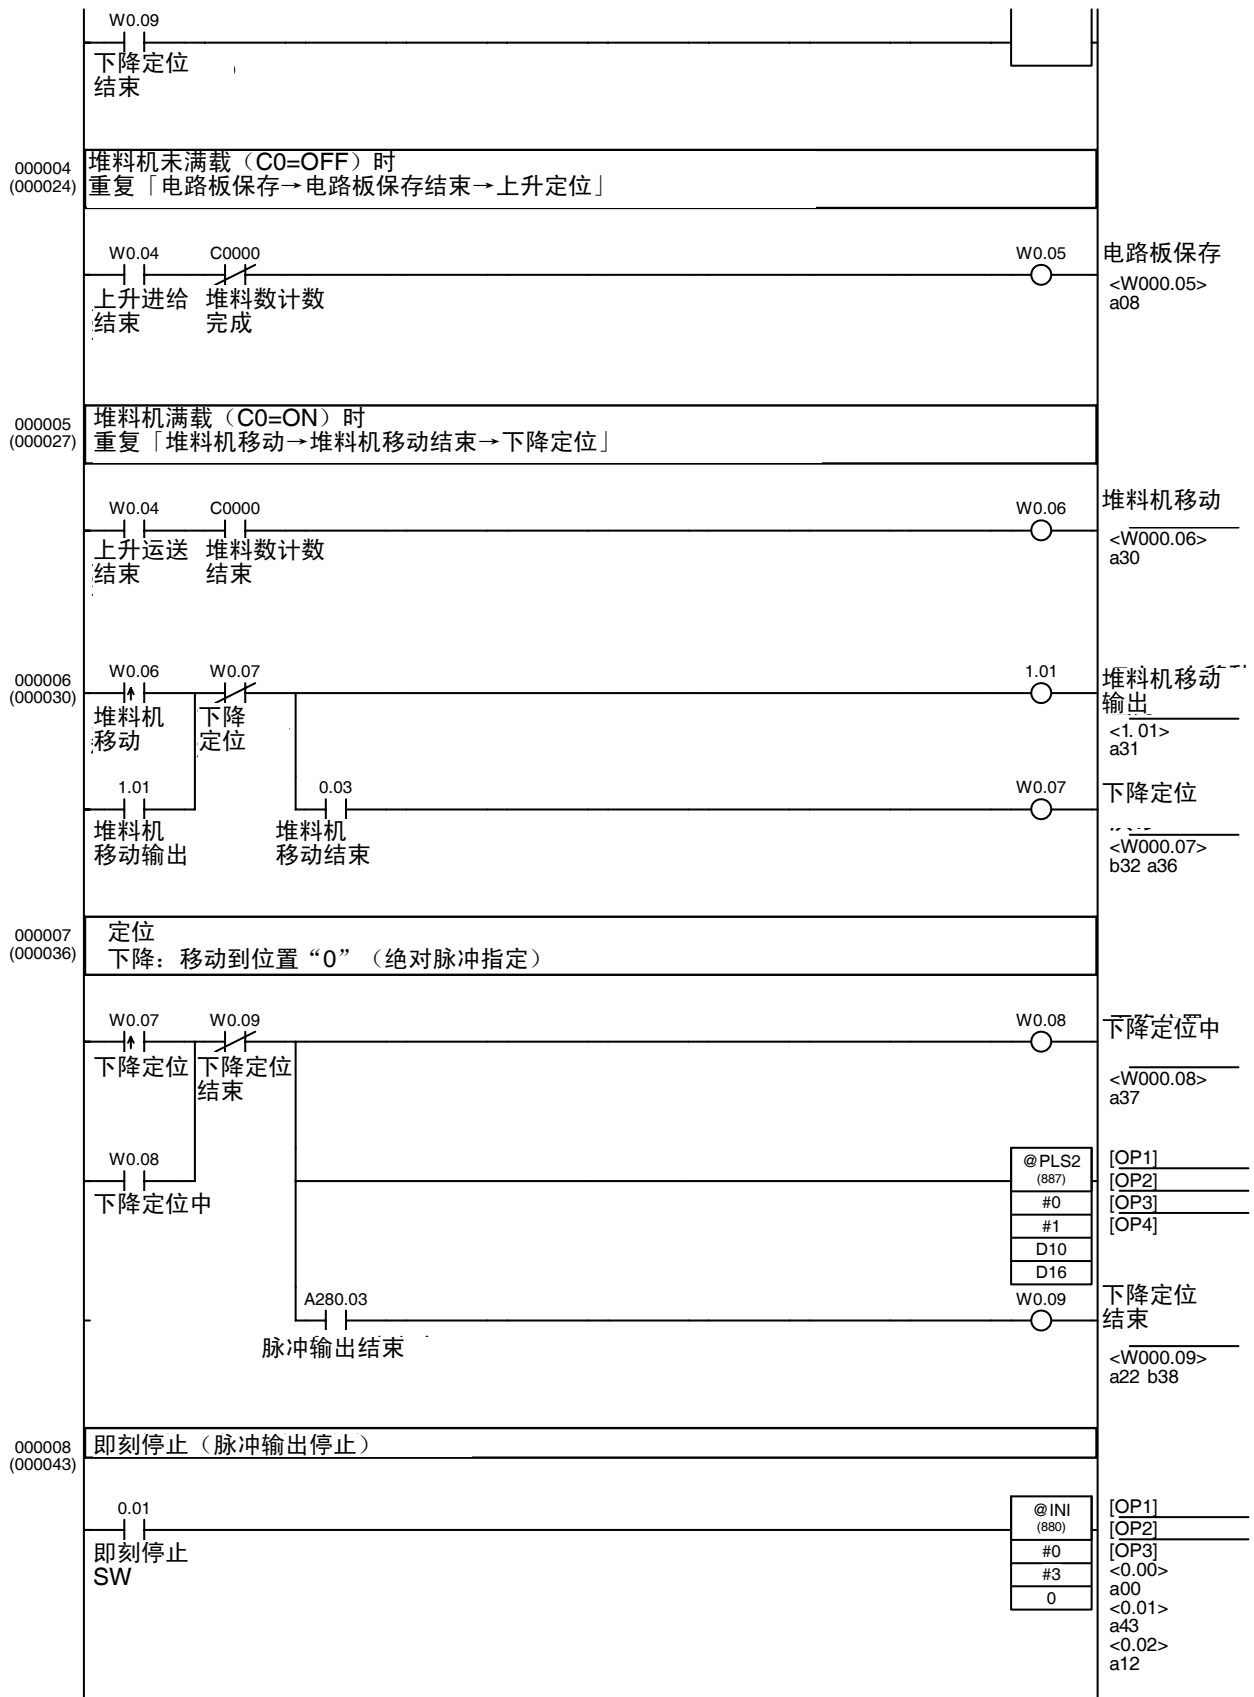 W0.09
下降定位
结束
000004
(000024)
堆料机未满载（C0=OFF）时
重复「电路板保存→电路板保存结束→上升定位」
W0.04 C0000 W0.05
电路板保存
上升进给 堆料数计数
结束 完成
<W000.05>
a08
000005
(000027)
堆料机满载（C0=ON）时
重复「堆料机移动→堆料机移动结束→下降定位」
W0.04 C0000 W0.06
堆料机移动
上升运送 堆料数计数
结束 结束
<W000.06>
a30
000006
(000030)
W0.06 W0.07 1.01
堆料机移动
输出
堆料机 下降
移动 定位
<1.01>
a31
1.01 0.03 W0.07
下降定位
堆料机 堆料机
移动输出 移动结束
<W000.07>
b32 a36
000007
(000036)
定位
下降：移动到位置“0”（绝对脉冲指定）
W0.07 W0.09 W0.08
下降定位中
下降定位 下降定位
结束
<W000.08>
a37
W0.08
下降定位中
@PLS2
(887)
#0
#1
D10
D16
[OP1]
[OP2]
[OP3]
[OP4]
A280.03 W0.09
下降定位
结束
脉冲输出结束
<W000.09>
a22 b38
000008
(000043)
即刻停止（脉冲输出停止）
0.01
即刻停止
SW
@INI
(880)
#0
#3
0
[OP1]
[OP2]
[OP3]
<0.00>
a00
<0.01>
a43
<0.02>
a12